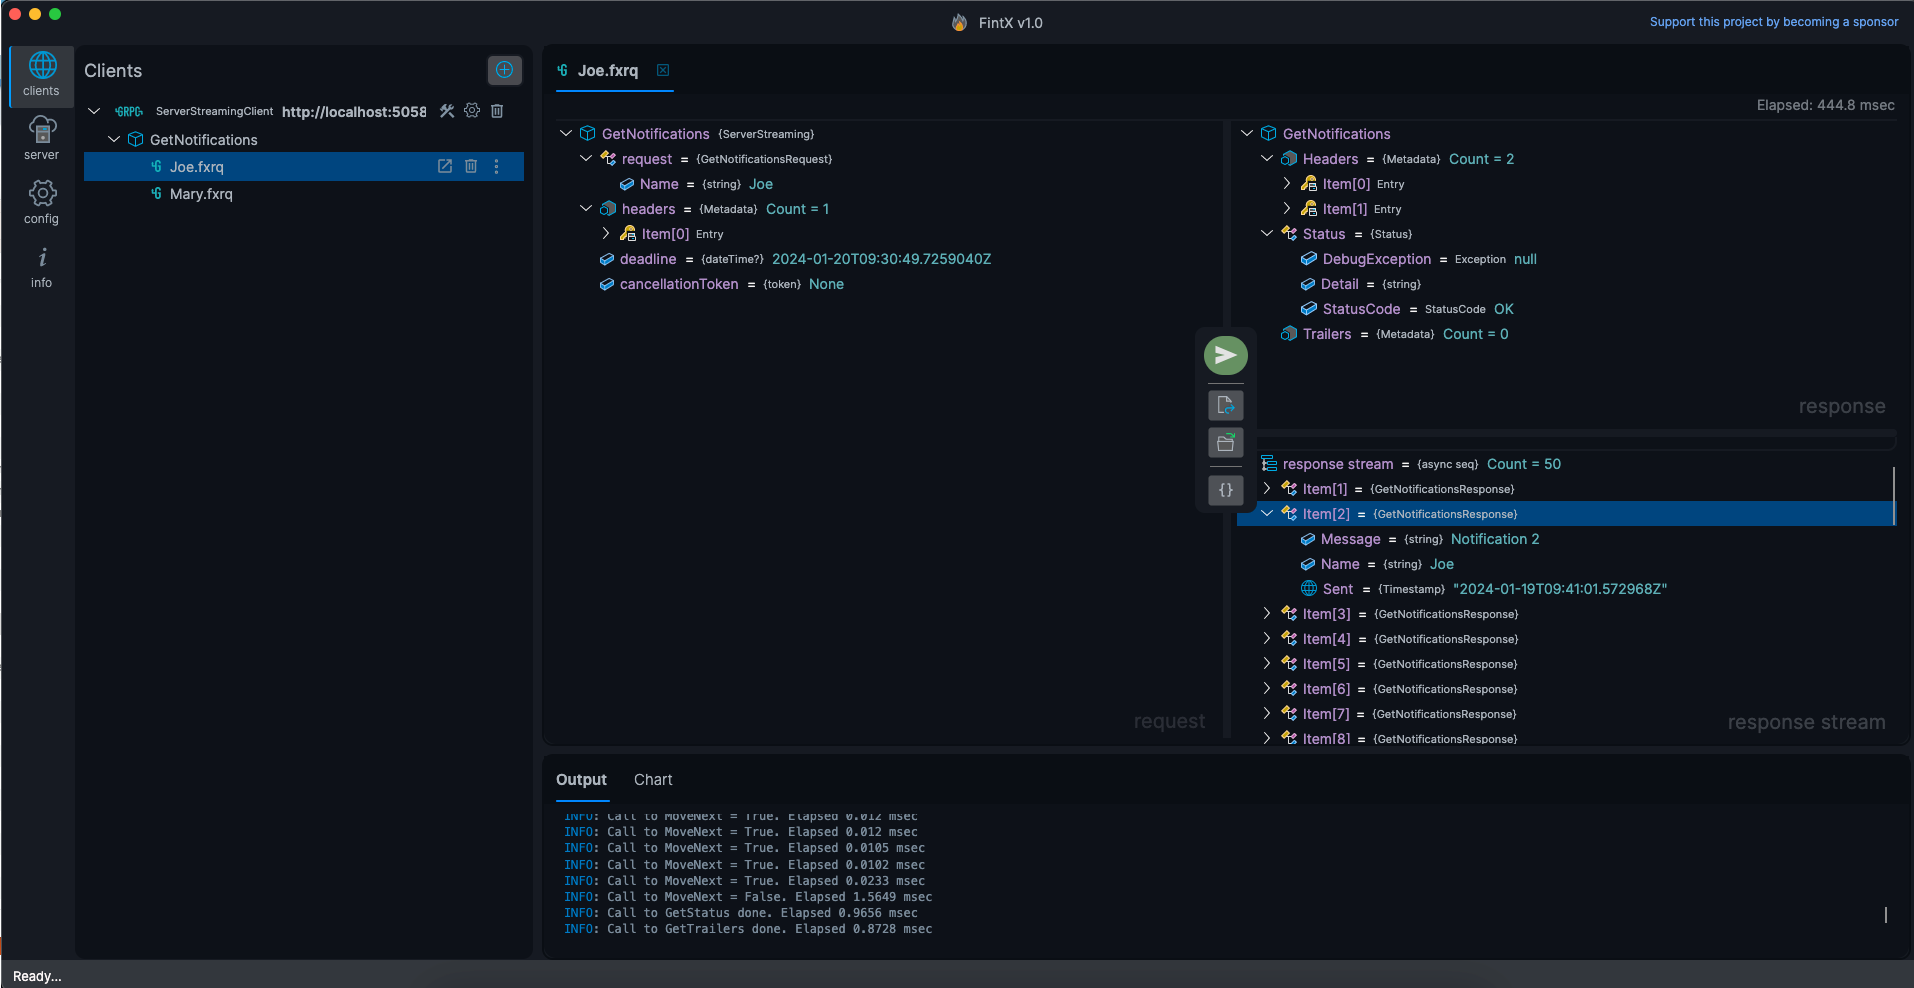 FintX v1.0
Support this project by becoming a sponsor
clients
server
config
info
Clients
GRPC ServerStreamingClient http://localhost:5058
GetNotifications
Joe.fxrq
Mary.fxrq
Joe.fxrq
Elapsed: 444.8 msec
GetNotifications {ServerStreaming}
request = {GetNotificationsRequest}
Name = {string} Joe
headers = {Metadata} Count = 1
Item[0] Entry
deadline = {dateTime?} 2024-01-20T09:30:49.7259040Z
cancellationToken = {token} None
request
GetNotifications
Headers = {Metadata} Count = 2
Item[0] Entry
Item[1] Entry
Status = {Status}
DebugException = Exception null
Detail = {string}
StatusCode = StatusCode OK
Trailers = {Metadata} Count = 0
response
{}
response stream = {async seq} Count = 50
Item[1] = {GetNotificationsResponse}
Item[2] = {GetNotificationsResponse}
Message = {string} Notification 2
Name = {string} Joe
Sent = {Timestamp} "2024-01-19T09:41:01.572968Z"
Item[3] = {GetNotificationsResponse}
Item[4] = {GetNotificationsResponse}
Item[5] = {GetNotificationsResponse}
Item[6] = {GetNotificationsResponse}
Item[7] = {GetNotificationsResponse}
Item[8] = {GetNotificationsResponse}
response stream
Output Chart
INFO: Call to MoveNext = True. Elapsed 0.012 msec
INFO: Call to MoveNext = True. Elapsed 0.012 msec
INFO: Call to MoveNext = True. Elapsed 0.0105 msec
INFO: Call to MoveNext = True. Elapsed 0.0102 msec
INFO: Call to MoveNext = True. Elapsed 0.0233 msec
INFO: Call to MoveNext = False. Elapsed 1.5649 msec
INFO: Call to GetStatus done. Elapsed 0.9656 msec
INFO: Call to GetTrailers done. Elapsed 0.8728 msec
Ready...